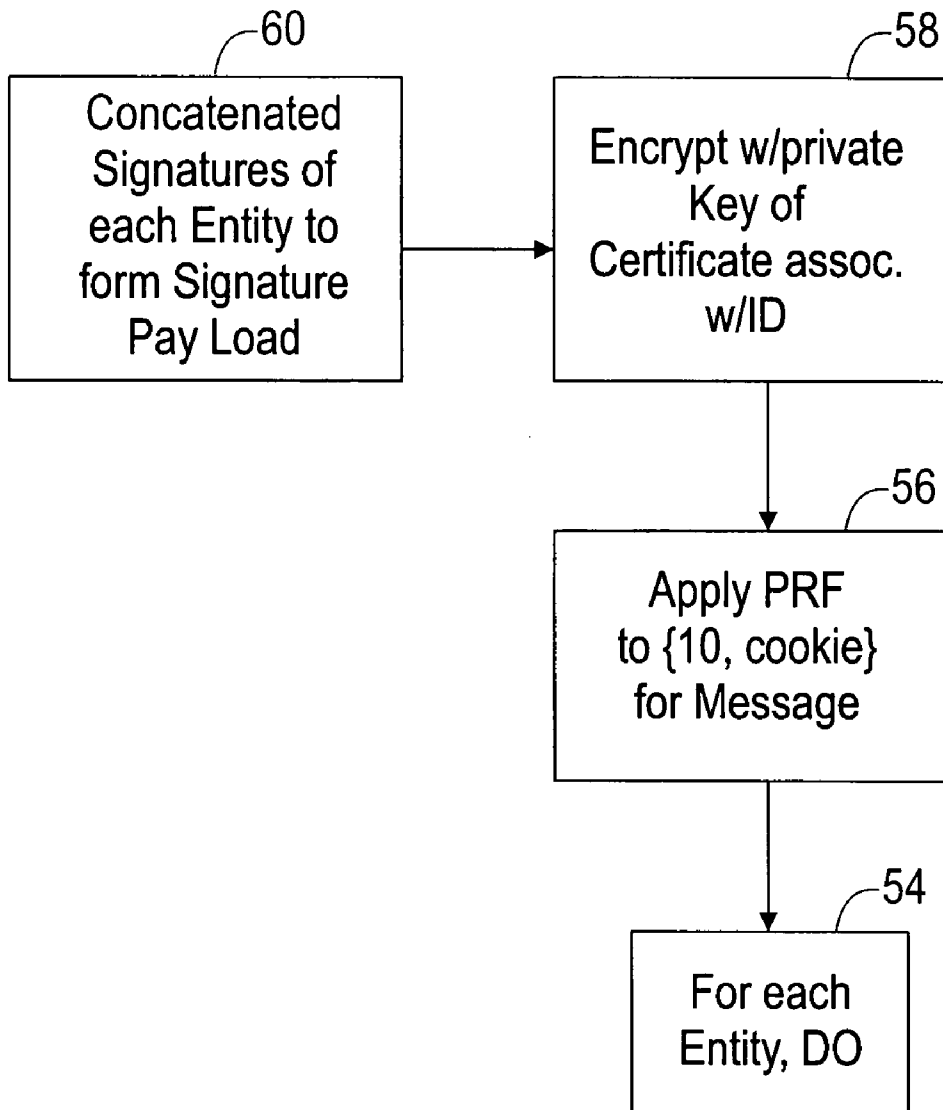 60
Concatenated
Signatures of
each Entity to
form Signature
Pay Load
58
Encrypt w/private
Key of
Certificate assoc.
w/ID
56
Apply PRF
to {10, cookie}
for Message
54
For each
Entity, DO